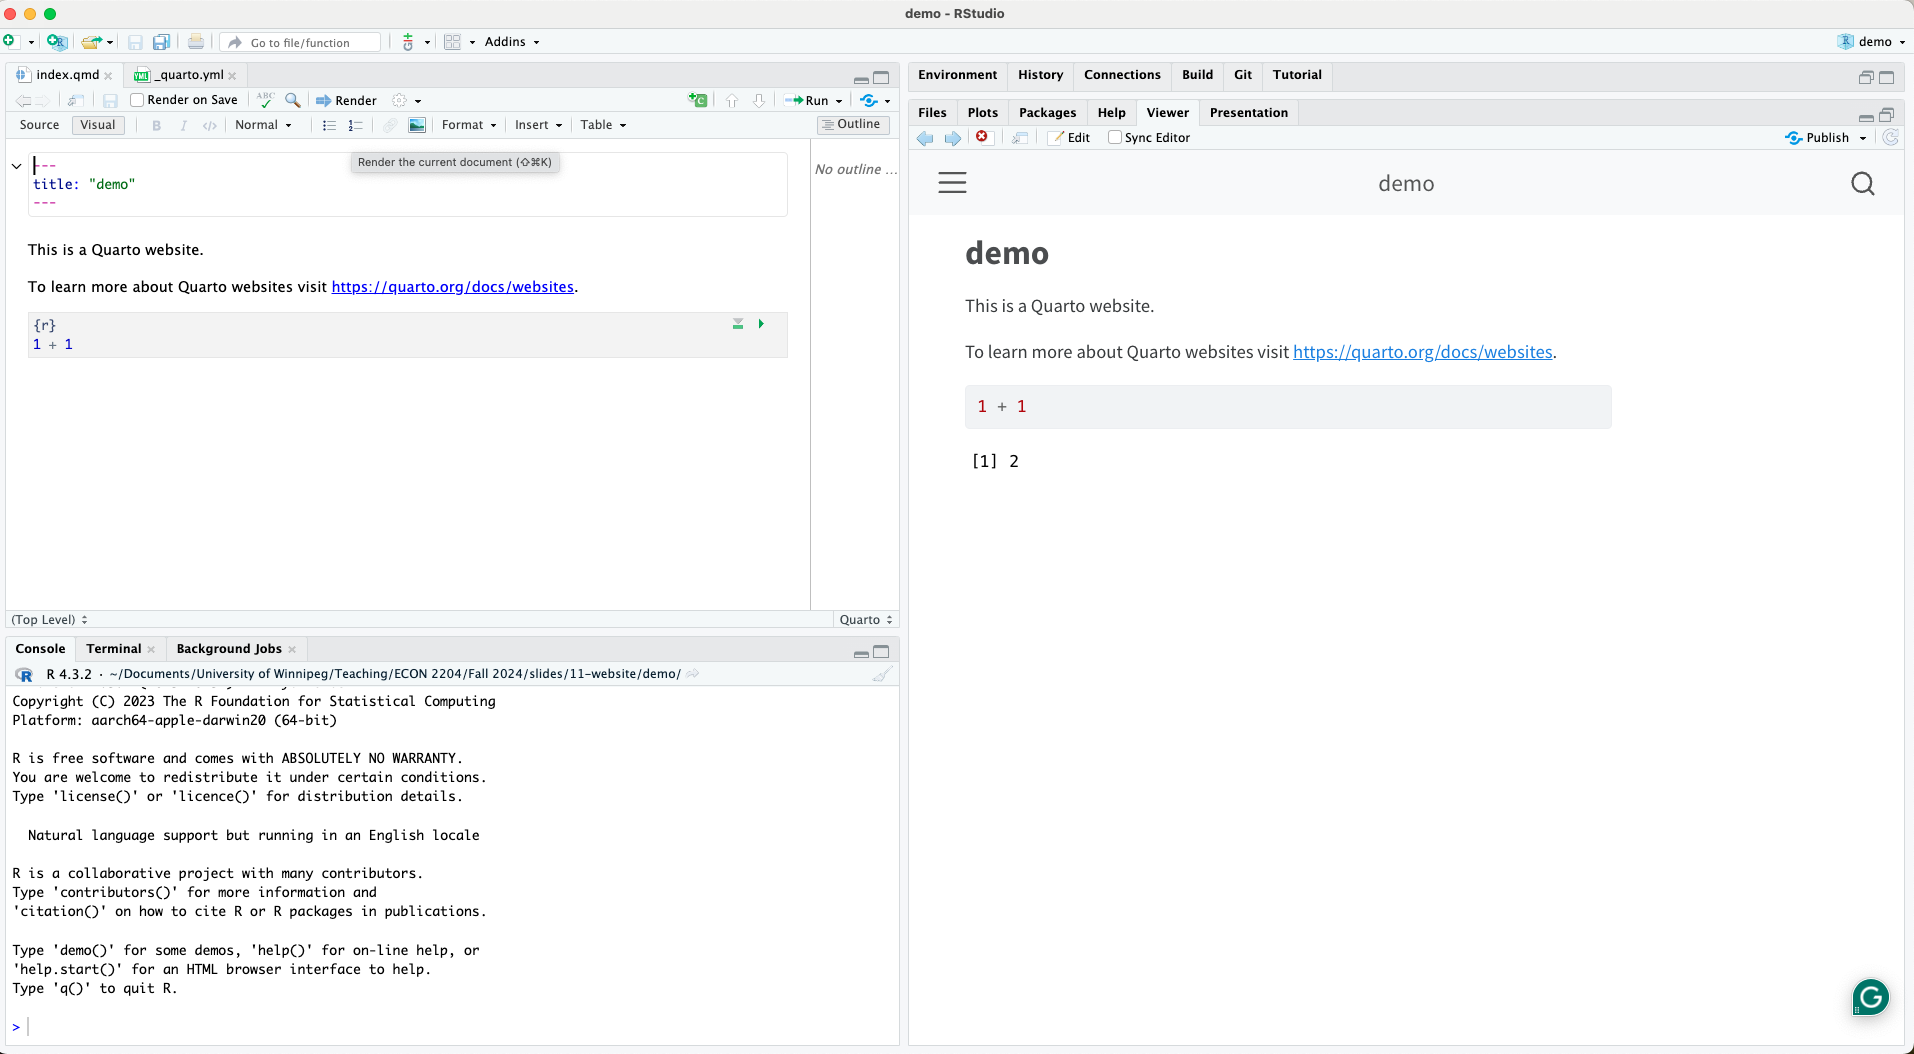 demo - RStudio
Go to file/function
Addins
demo
index.qmd
_quarto.yml
Render on Save
ABC
Render
Run
Source
Visual
B
I
</>
Normal
Format
Insert
Table
Outline
Render the current document (⇧⌘K)
---
title: "demo"
---
No outline ...
This is a Quarto website.
To learn more about Quarto websites visit https://quarto.org/docs/websites.
{r}
1 + 1
(Top Level)
Quarto
Console
Terminal
Background Jobs
R 4.3.2 · ~/Documents/University of Winnipeg/Teaching/ECON 2204/Fall 2024/slides/11-website/demo/
Copyright (C) 2023 The R Foundation for Statistical Computing
Platform: aarch64-apple-darwin20 (64-bit)
R is free software and comes with ABSOLUTELY NO WARRANTY.
You are welcome to redistribute it under certain conditions.
Type 'license()' or 'licence()' for distribution details.
Natural language support but running in an English locale
R is a collaborative project with many contributors.
Type 'contributors()' for more information and
'citation()' on how to cite R or R packages in publications.
Type 'demo()' for some demos, 'help()' for on-line help, or
'help.start()' for an HTML browser interface to help.
Type 'q()' to quit R.
>
Environment
History
Connections
Build
Git
Tutorial
Files
Plots
Packages
Help
Viewer
Presentation
Edit
Sync Editor
Publish
demo
demo
This is a Quarto website.
To learn more about Quarto websites visit https://quarto.org/docs/websites.
1 + 1
[1] 2